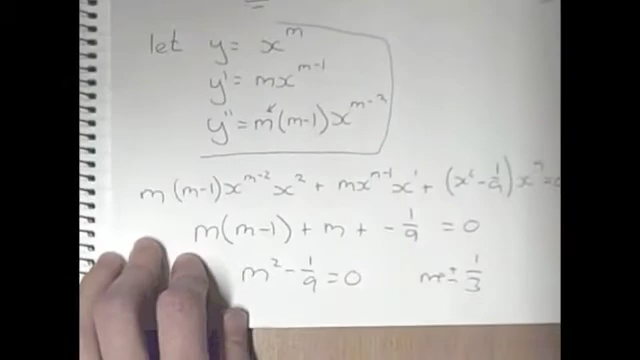 let y = x^m
y' = mx^{m-1}
y'' = m(m-1)x^{m-2}
m(m-1)x^{m-2}x^2 + mx^{m-1}x^1 + (x^2 - 1/9)x^m = 0
m(m-1) + m + - 1/9 = 0
m^2 - 1/9 = 0 m = ± 1/3